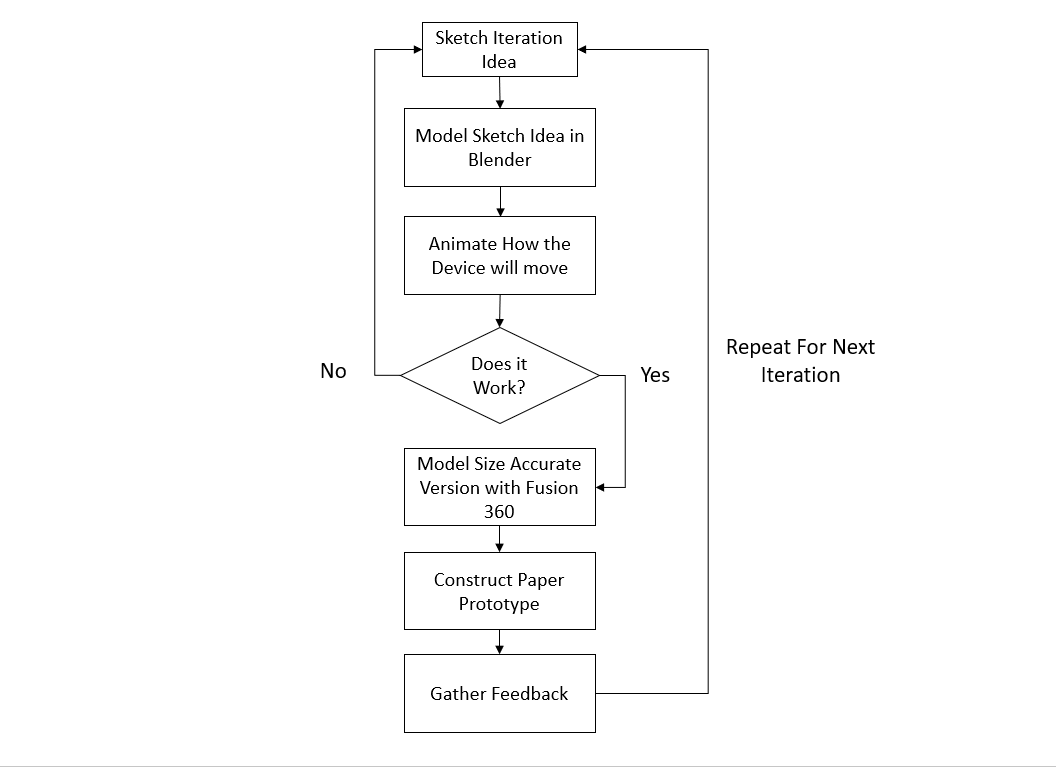 Sketch Iteration
Idea
Model Sketch Idea in
Blender
Animate How the
Device will move
Does it
Work?
No
Yes
Repeat For Next
Iteration
Model Size Accurate
Version with Fusion
360
Construct Paper
Prototype
Gather Feedback